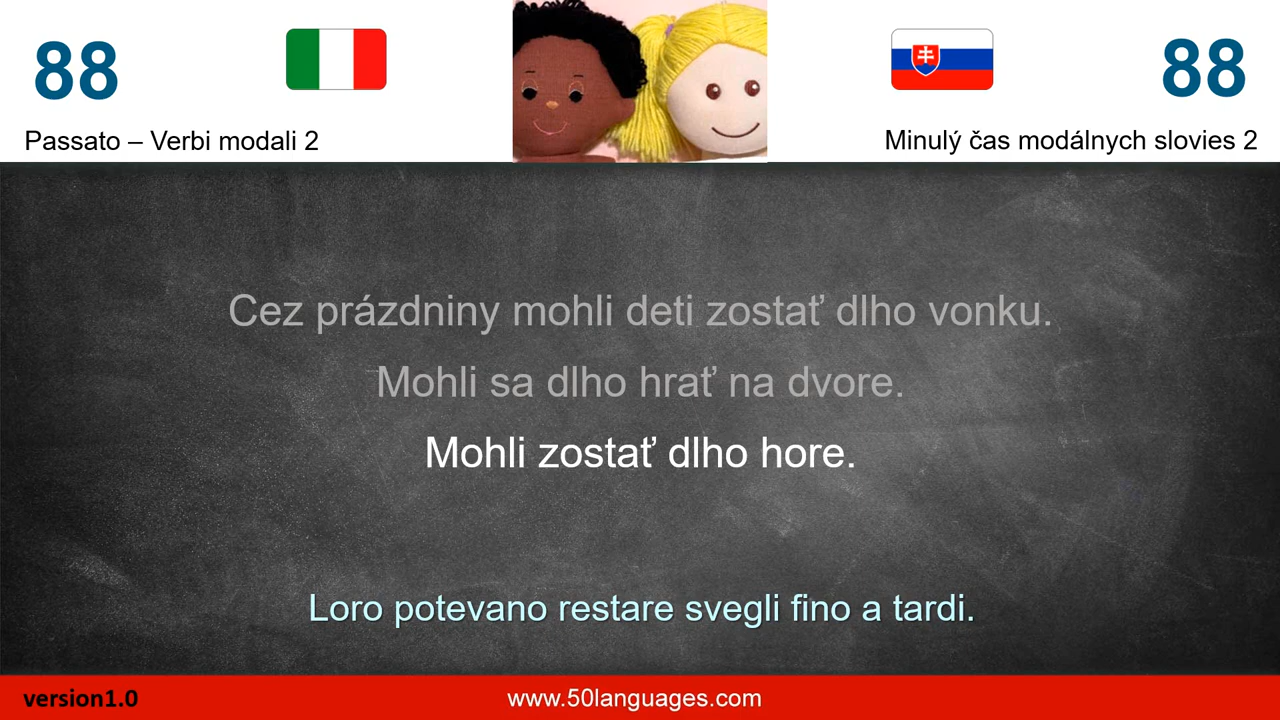 88
88
Passato – Verbi modali 2
Minulý čas modálnych slovies 2
Cez prázdniny mohli deti zostať dlho vonku.
Mohli sa dlho hrať na dvore.
Mohli zostať dlho hore.
Loro potevano restare svegli fino a tardi.
version1.0
www.50languages.com